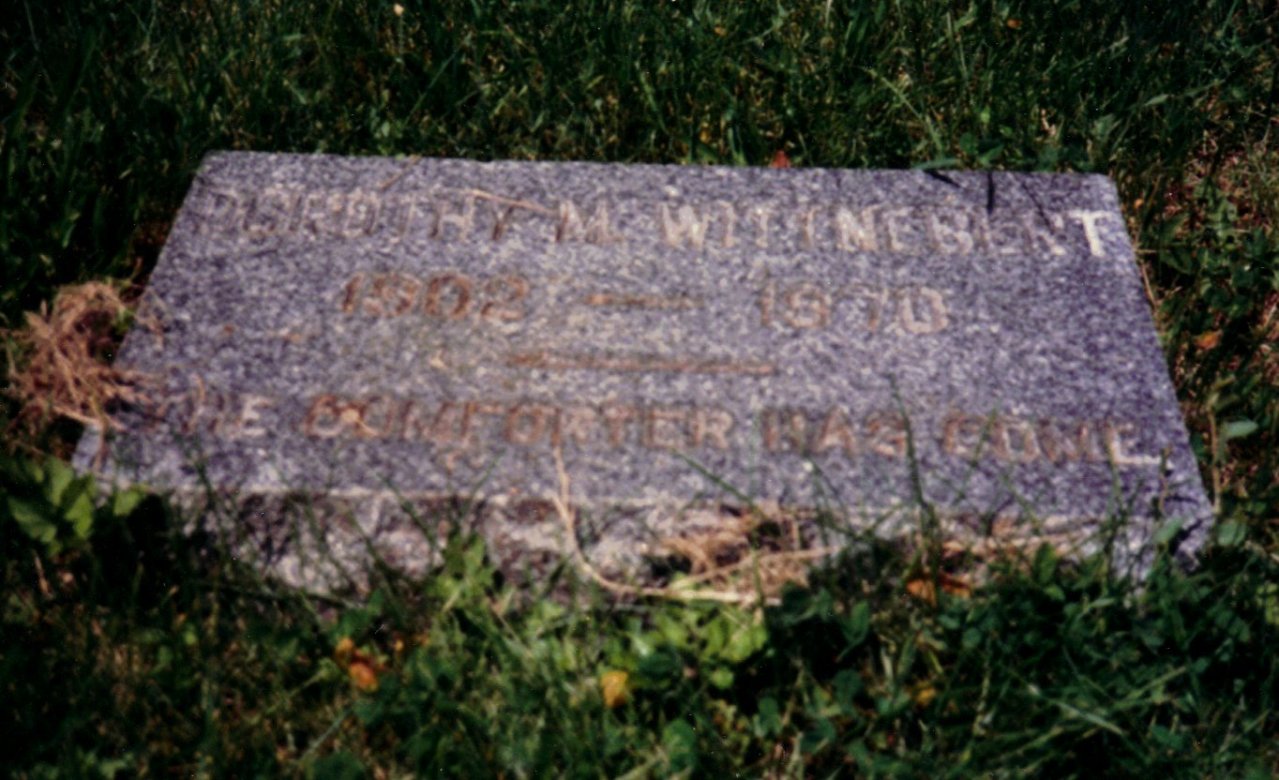 DOROTHY M. WITTNEBERT
1902 — 1970
THE COMFORTER HAS COME